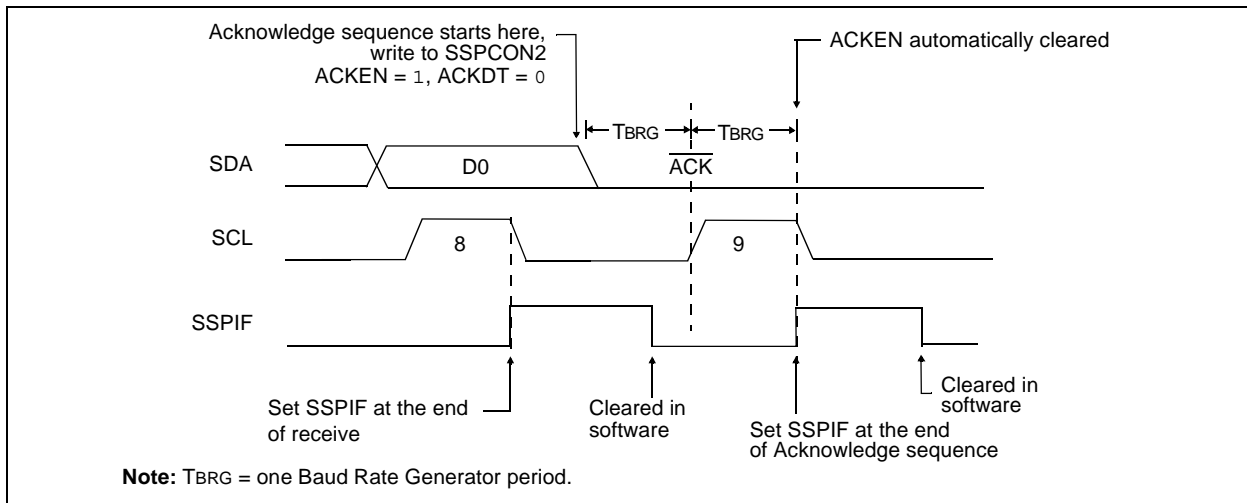 Acknowledge sequence starts here,
write to SSPCON2
ACKEN = 1, ACKDT = 0
ACKEN automatically cleared
TBRG
TBRG
SDA
D0
ACK
SCL
8
9
SSPIF
Set SSPIF at the end
of receive
Cleared in
software
Set SSPIF at the end
of Acknowledge sequence
Cleared in
software
Note: TBRG = one Baud Rate Generator period.